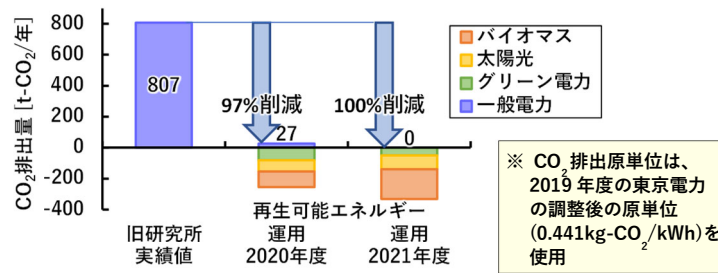 CO₂排出量 [t-CO₂/年]
800
600
400
200
0
-200
-400
807
97%削減
27
100%削減
0
バイオマス
太陽光
グリーン電力
一般電力
再生可能エネルギー
旧研究所
実績値
運用
2020年度
運用
2021年度
※ CO₂排出原単位は、
2019年度の東京電力
の調整後の原単位
(0.441kg-CO₂/kWh)を
使用